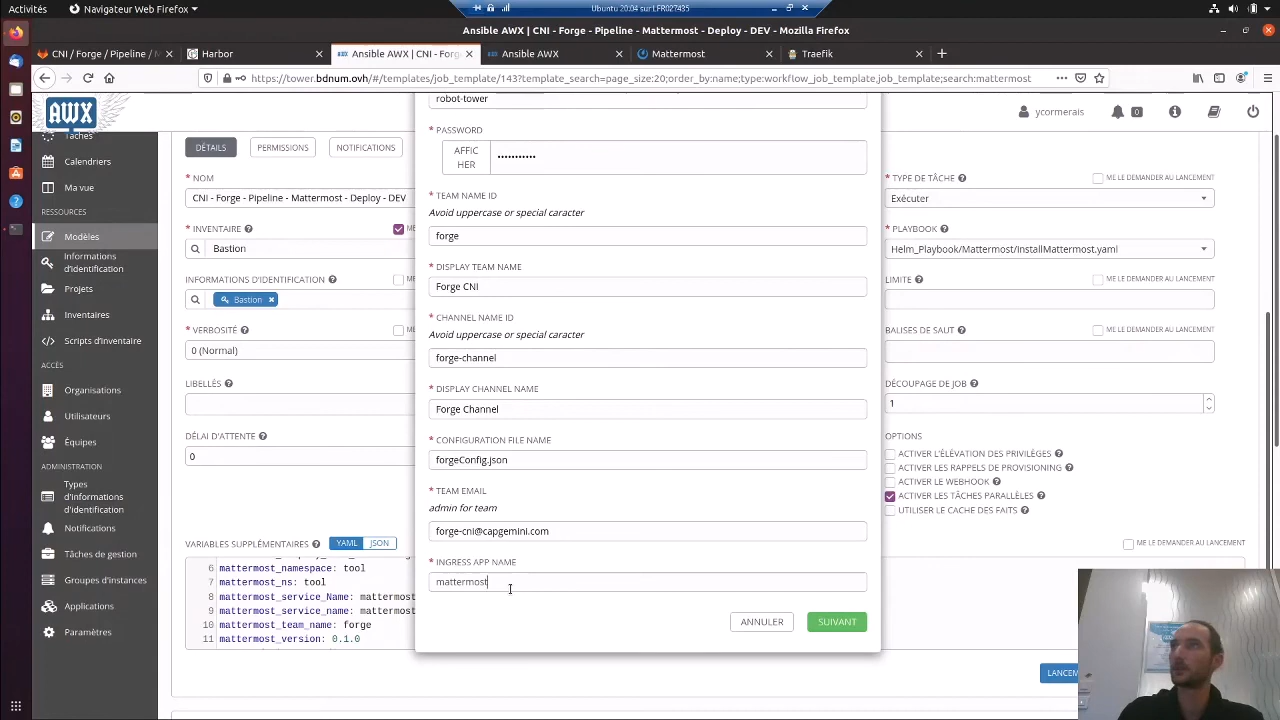 Activités
Navigateur Web Firefox
Ubuntu 20:04 sur LFR027435
Ansible AWX | CNI - Forge - Pipeline - Mattermost - Deploy - DEV — Mozilla Firefox
CNI / Forge / Pipeline / M
Harbor
Ansible AWX | CNI - Forg
Ansible AWX
Mattermost
Traefik
https://tower.bdnum.ovh/#/templates/job_template/143?template_search=page_size:20;order_by:name;type:workflow_job_template,job_template;search:mattermost
AWX
ycormerais
0
Tâches
Calendriers
Ma vue
RESSOURCES
Modèles
Informations d'identification
Projets
Inventaires
Scripts d'inventaire
ACCÈS
Organisations
Utilisateurs
Équipes
ADMINISTRATION
Types d'informations d'identification
Notifications
Tâches de gestion
Groupes d'instances
Applications
Paramètres
DÉTAILS
PERMISSIONS
NOTIFICATIONS
* NOM
CNI - Forge - Pipeline - Mattermost - Deploy - DEV
* INVENTAIRE
ME
Bastion
INFORMATIONS D'IDENTIFICATION
ME
Bastion
* VERBOSITÉ
ME
0 (Normal)
LIBELLÉS
DÉLAI D'ATTENTE
0
VARIABLES SUPPLÉMENTAIRES
YAML
JSON
6 mattermost_namespace: tool
7 mattermost_ns: tool
8 mattermost_service_Name: mattermost
9 mattermost_service_name: mattermost
10 mattermost_team_name: forge
11 mattermost_version: 0.1.0
robot-tower
* PASSWORD
AFFIC
HER
•••••••••••
* TEAM NAME ID
Avoid uppercase or special caracter
forge
* DISPLAY TEAM NAME
Forge CNI
* CHANNEL NAME ID
Avoid uppercase or special caracter
forge-channel
* DISPLAY CHANNEL NAME
Forge Channel
* CONFIGURATION FILE NAME
forgeConfig.json
* TEAM EMAIL
admin for team
forge-cni@capgemini.com
* INGRESS APP NAME
mattermost
ANNULER
SUIVANT
* TYPE DE TÂCHE
ME LE DEMANDER AU LANCEMENT
Exécuter
* PLAYBOOK
Helm_Playbook/Mattermost/installMattermost.yaml
LIMITE
ME LE DEMANDER AU LANCEMENT
BALISES DE SAUT
ME LE DEMANDER AU LANCEMENT
DÉCOUPAGE DE JOB
ME LE DEMANDER AU LANCEMENT
1
OPTIONS
ACTIVER L'ÉLÉVATION DES PRIVILÈGES
ACTIVER LES RAPPELS DE PROVISIONING
ACTIVER LE WEBHOOK
ACTIVER LES TÂCHES PARALLÈLES
UTILISER LE CACHE DES FAITS
ME LE DEMANDER AU LANCEMENT
LANCEM